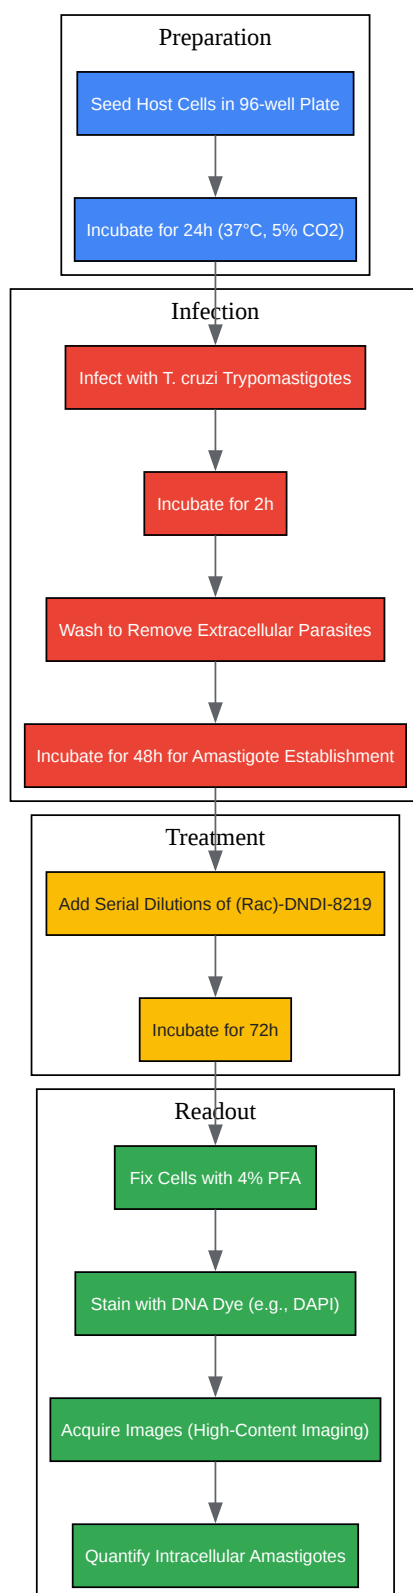 Preparation
Seed Host Cells in 96-well Plate
Incubate for 24h (37°C, 5% CO2)
Infection
Infect with T. cruzi Trypomastigotes
Incubate for 2h
Wash to Remove Extracellular Parasites
Incubate for 48h for Amastigote Establishment
Treatment
Add Serial Dilutions of (Rac)-DNDI-8219
Incubate for 72h
Readout
Fix Cells with 4% PFA
Stain with DNA Dye (e.g., DAPI)
Acquire Images (High-Content Imaging)
Quantify Intracellular Amastigotes